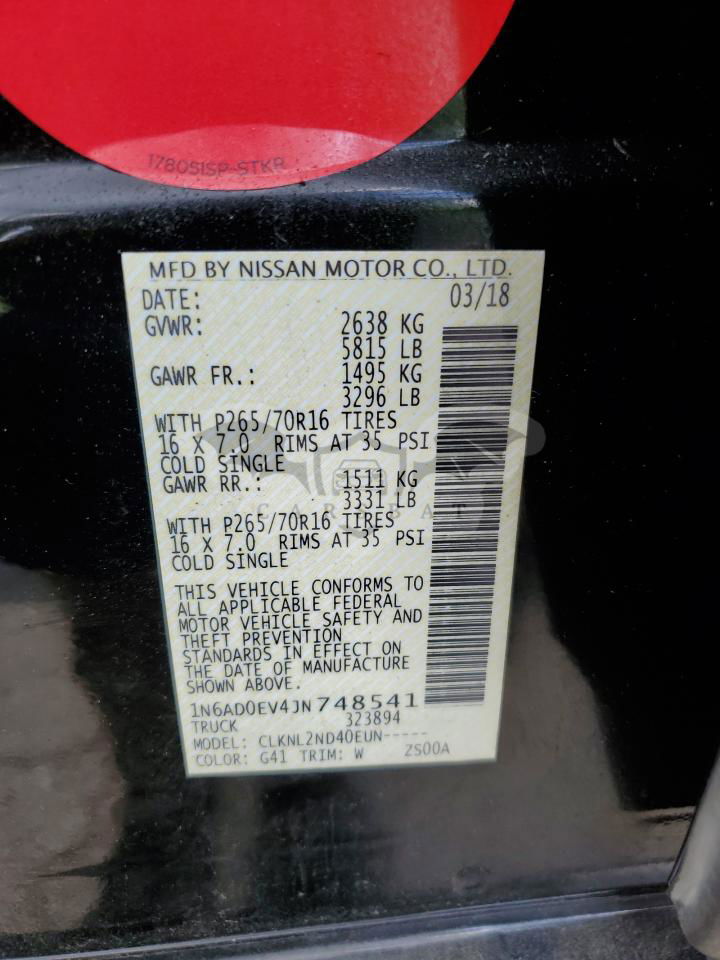 17805ISP-STKR
MFD BY NISSAN MOTOR CO., LTD.
DATE: 03/18
GVWR: 2638 KG
5815 LB
GAWR FR.: 1495 KG
3296 LB
WITH P265/70R16 TIRES
16 X 7.0 RIMS AT 35 PSI
COLD SINGLE
GAWR RR.: 1511 KG
3331 LB
CARSBAT
WITH P265/70R16 TIRES
16 X 7.0 RIMS AT 35 PSI
COLD SINGLE
THIS VEHICLE CONFORMS TO
ALL APPLICABLE FEDERAL
MOTOR VEHICLE SAFETY AND
THEFT PREVENTION
STANDARDS IN EFFECT ON
THE DATE OF MANUFACTURE
SHOWN ABOVE.
1N6AD0EV4JN748541
TRUCK 323894
MODEL: CLKNL2ND40EUN-----
COLOR: G41 TRIM: W ZS00A